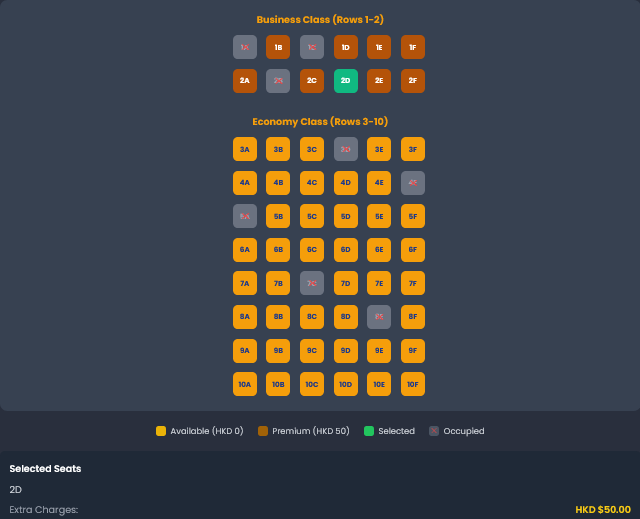 Business Class (Rows 1-2)
1A 1B 1C 1D 1E 1F
2A 2B 2C 2D 2E 2F
Economy Class (Rows 3-10)
3A 3B 3C 3D 3E 3F
4A 4B 4C 4D 4E 4F
5A 5B 5C 5D 5E 5F
6A 6B 6C 6D 6E 6F
7A 7B 7C 7D 7E 7F
8A 8B 8C 8D 8E 8F
9A 9B 9C 9D 9E 9F
10A 10B 10C 10D 10E 10F
Available (HKD 0) Premium (HKD 50) Selected Occupied
Selected Seats
2D
Extra Charges: HKD $50.00